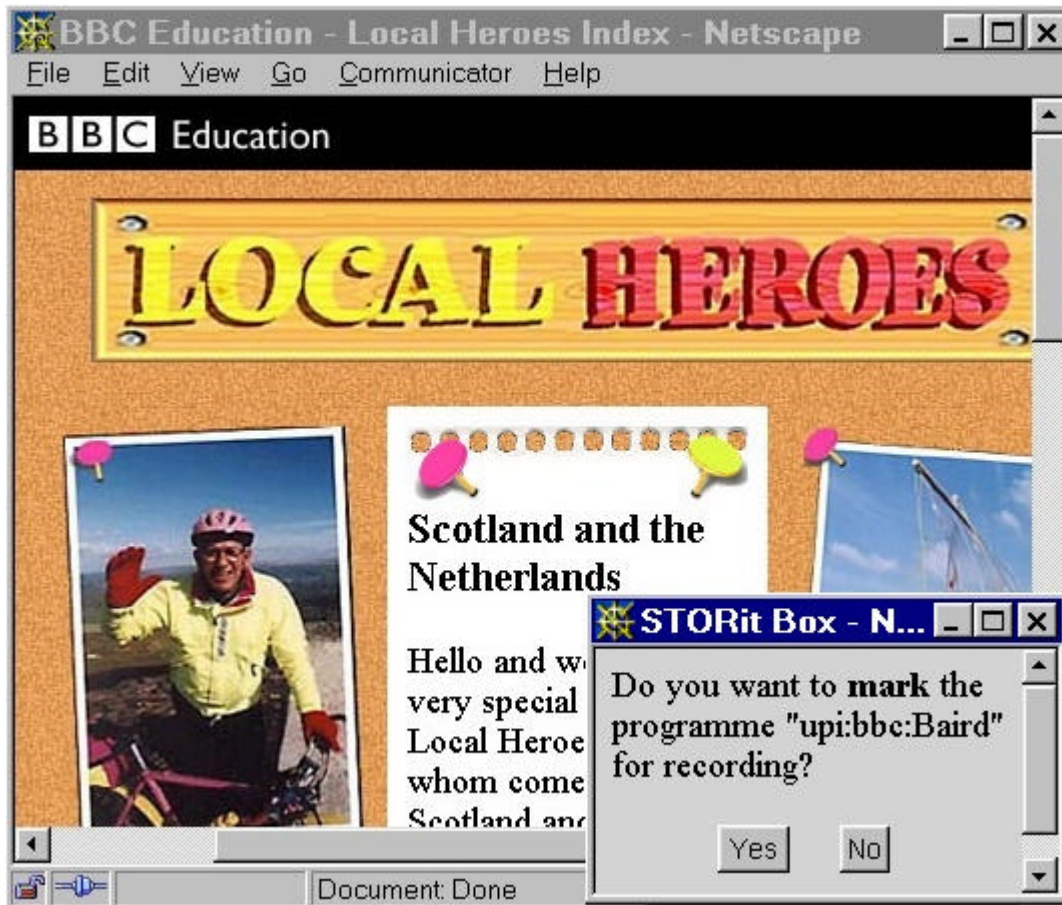 BBC Education - Local Heroes Index - Netscape
File Edit View Go Communicator Help
BBC Education
LOCAL HEROES
Scotland and the
Netherlands
Hello and
very special
Local
whom come
Scotland and
STORit Box - N...
Do you want to mark the
programme "upi:bbc:Baird"
for recording?
Yes No
Document: Done